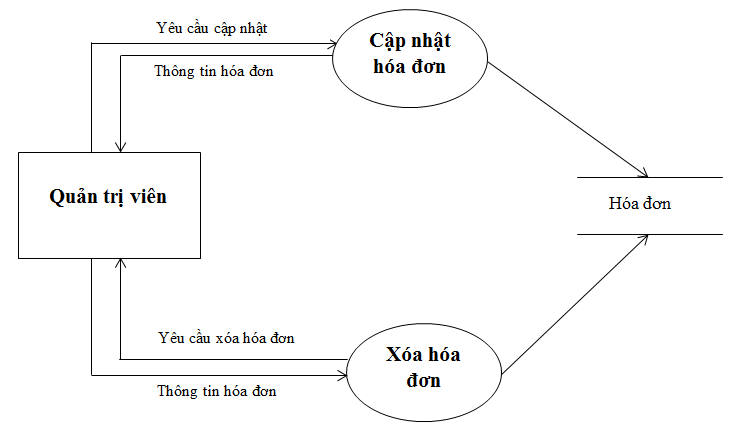 Yêu cầu cập nhật
Cập nhật
hóa đơn
Thông tin hóa đơn
Quản trị viên
Hóa đơn
Yêu cầu xóa hóa đơn
Xóa hóa
đơn
Thông tin hóa đơn